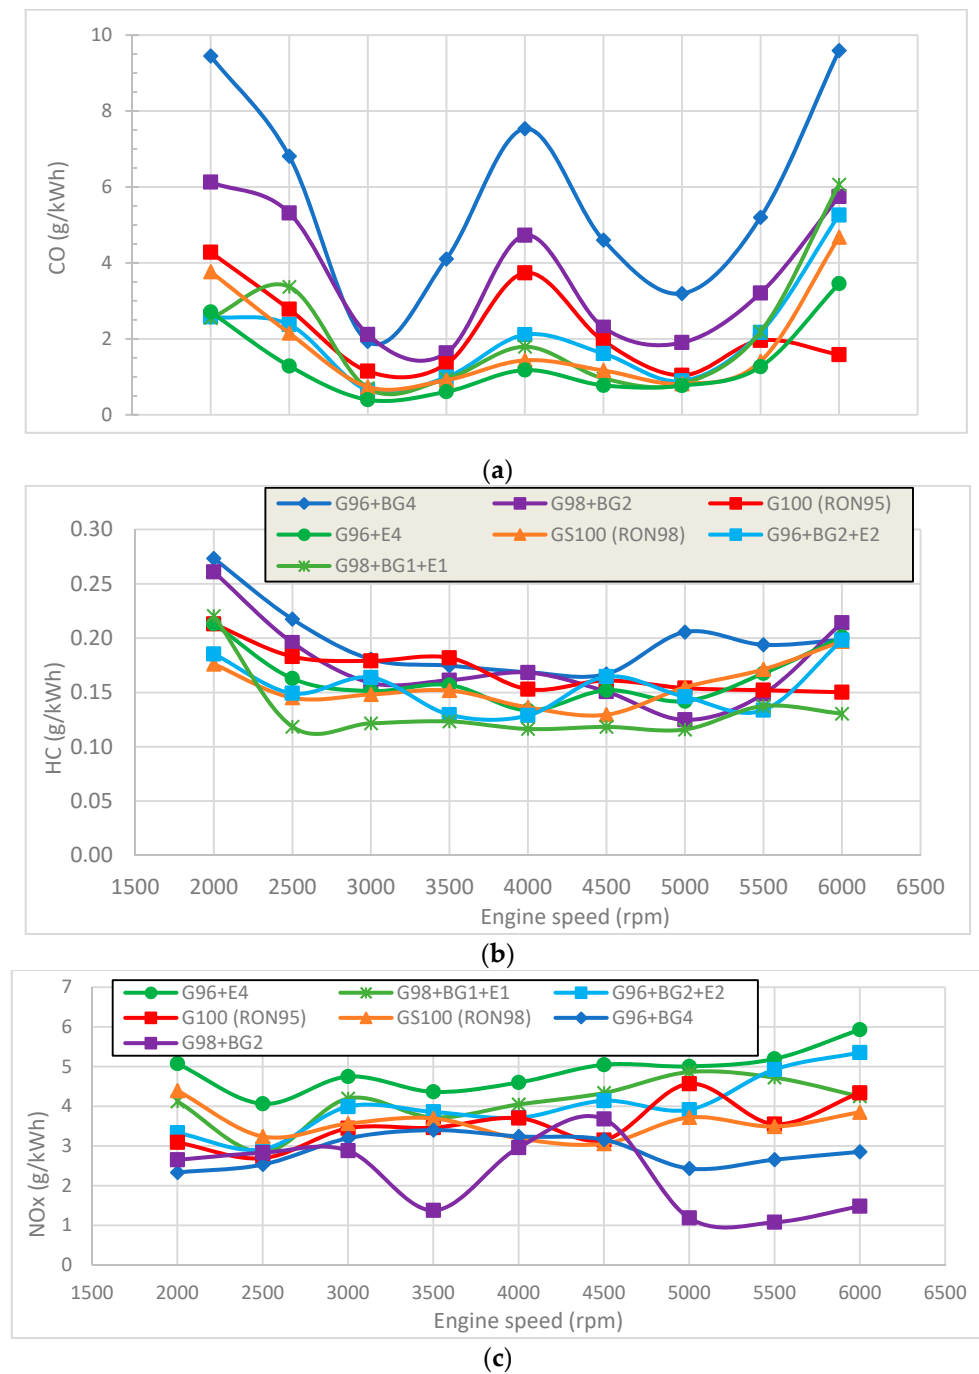 10
8
6
4
2
0
CO (g/kWh)
(a)
G96+BG4 G98+BG2 G100 (RON95)
G96+E4 GS100 (RON98) G96+BG2+E2
G98+BG1+E1
0.30
0.25
0.20
0.15
0.10
0.05
0.00
HC (g/kWh)
1500 2000 2500 3000 3500 4000 4500 5000 5500 6000 6500
Engine speed (rpm)
(b)
G96+E4 G98+BG1+E1 G96+BG2+E2
G100 (RON95) GS100 (RON98) G96+BG4
G98+BG2
7
6
5
4
3
2
1
0
NOx (g/kWh)
1500 2000 2500 3000 3500 4000 4500 5000 5500 6000 6500
Engine speed (rpm)
(c)